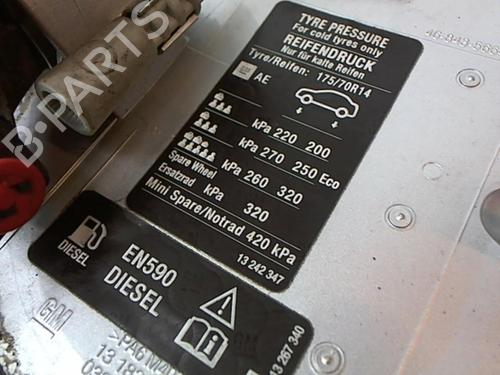 TYRE PRESSURE
For cold tyres only
REIFENDRUCK
Nur für kalte Reifen
Tyre/Reifen: 175/70R14
GM AE
kPa 220 200
kPa 270 250 Eco
kPa 260 320
Spare Wheel
Ersatzrad kPa 320
Mini Spare/Notrad 420 kPa
13 242 347
DIESEL
EN590
DIESEL
13 267 340
GM
GM
B-PARTS